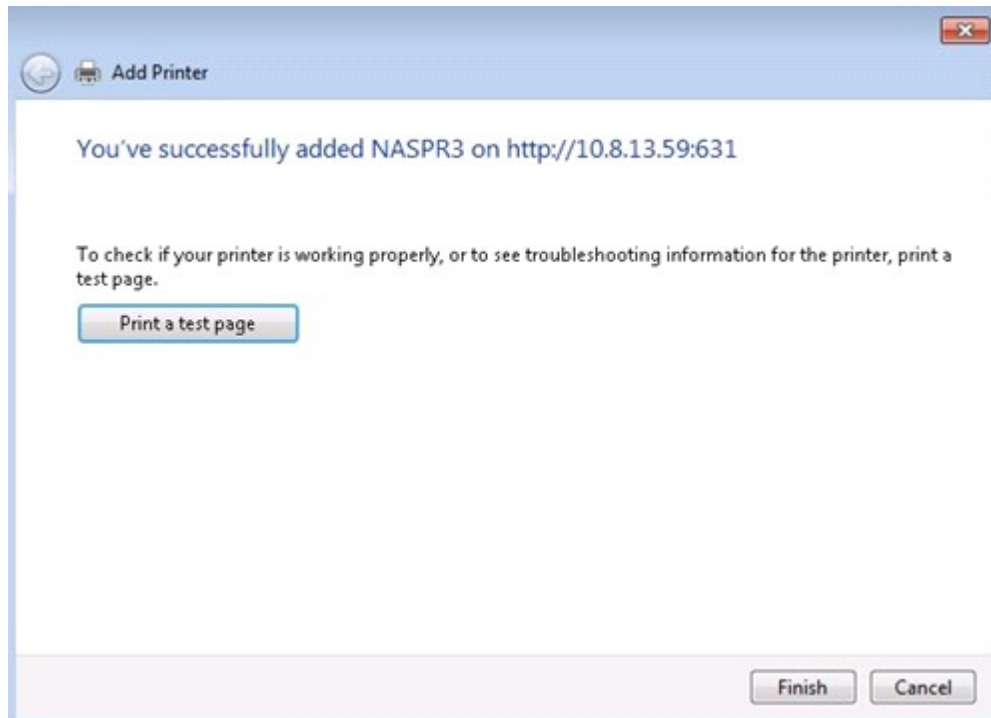 Add Printer
You've successfully added NASPR3 on http://10.8.13.59:631
To check if your printer is working properly, or to see troubleshooting information for the printer, print a
test page.
Print a test page
Finish
Cancel